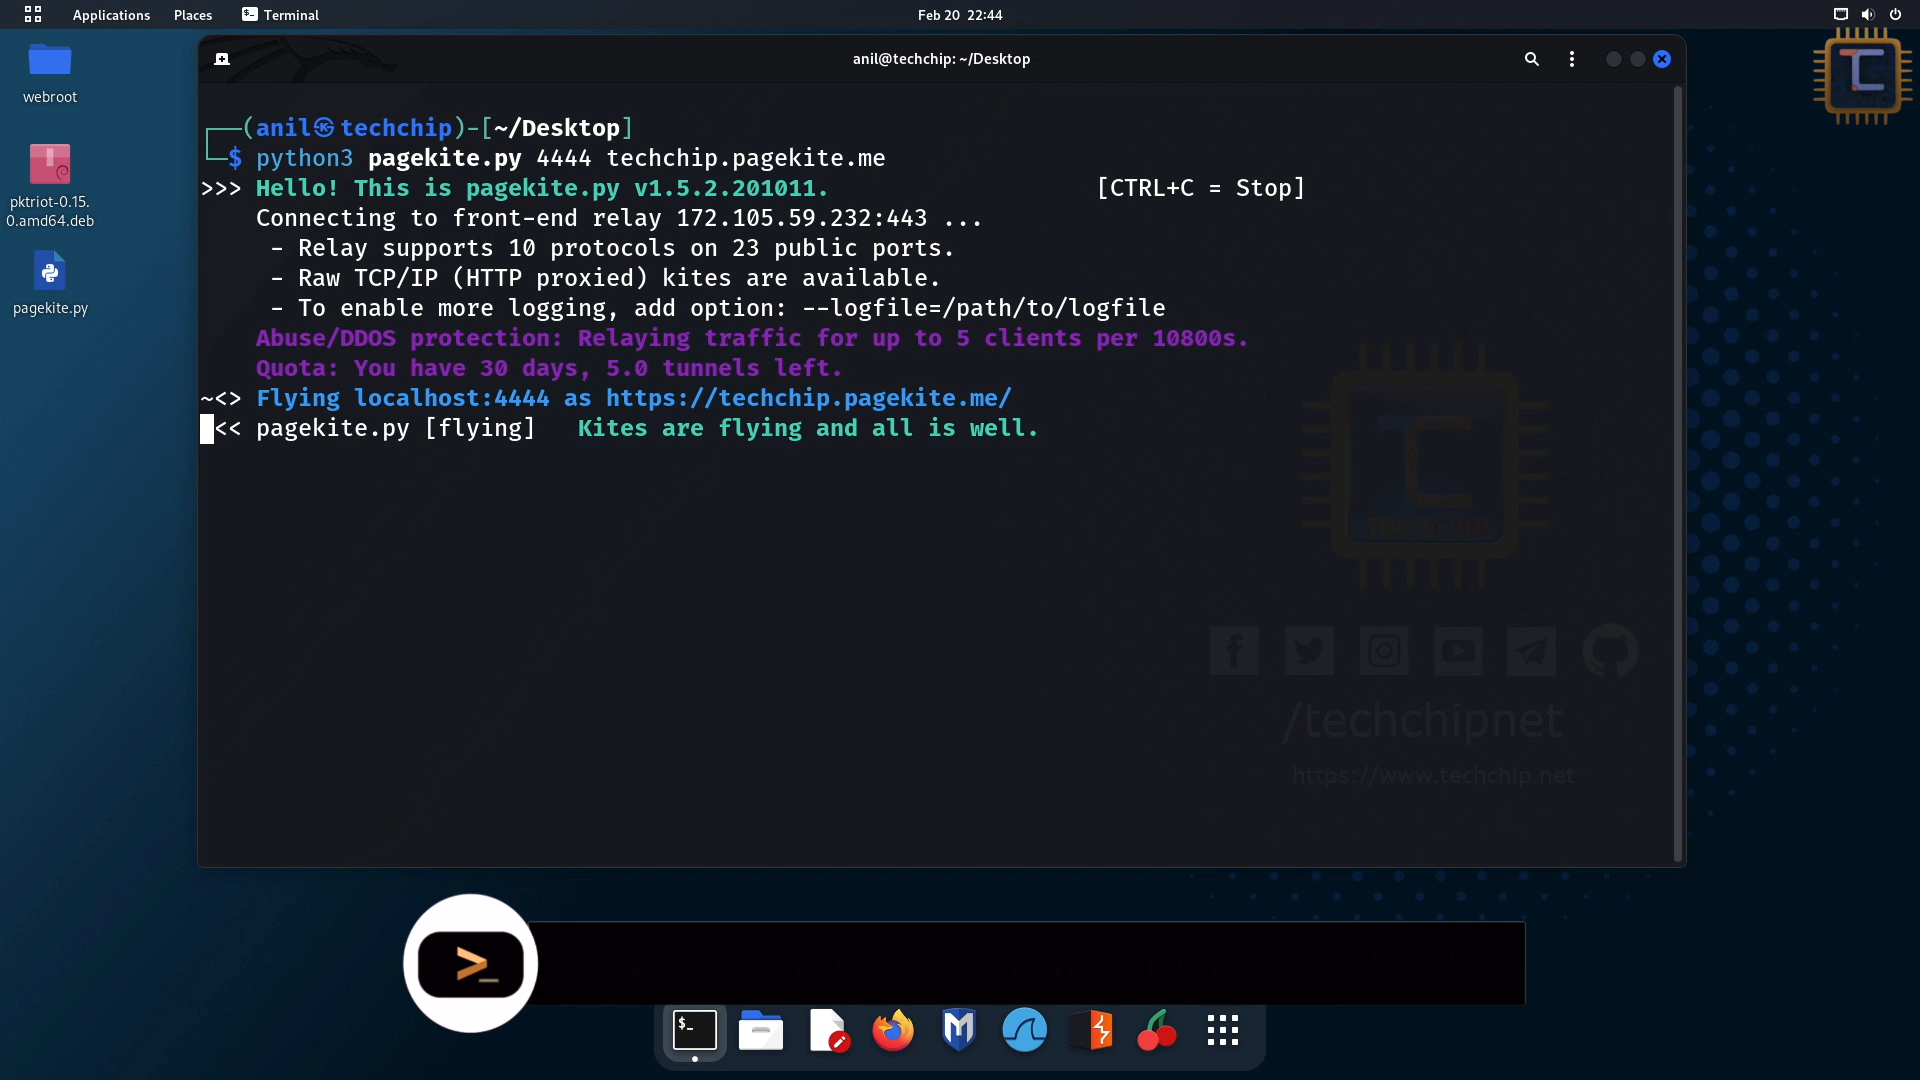 Applications Places Terminal Feb 20 22:44
webroot
pktriot-0.15.
0.amd64.deb
pagekite.py
anil@techchip: ~/Desktop
┌──(anil㉿techchip)-[~/Desktop]
└─$ python3 pagekite.py 4444 techchip.pagekite.me
>>> Hello! This is pagekite.py v1.5.2.201011. [CTRL+C = Stop]
Connecting to front-end relay 172.105.59.232:443 ...
- Relay supports 10 protocols on 23 public ports.
- Raw TCP/IP (HTTP proxied) kites are available.
- To enable more logging, add option: --logfile=/path/to/logfile
Abuse/DDOS protection: Relaying traffic for up to 5 clients per 10800s.
Quota: You have 30 days, 5.0 tunnels left.
~<> Flying localhost:4444 as https://techchip.pagekite.me/
<< pagekite.py [flying] Kites are flying and all is well.
TECHCHIP
/techchipnet
https://www.techchip.net
>_
$-